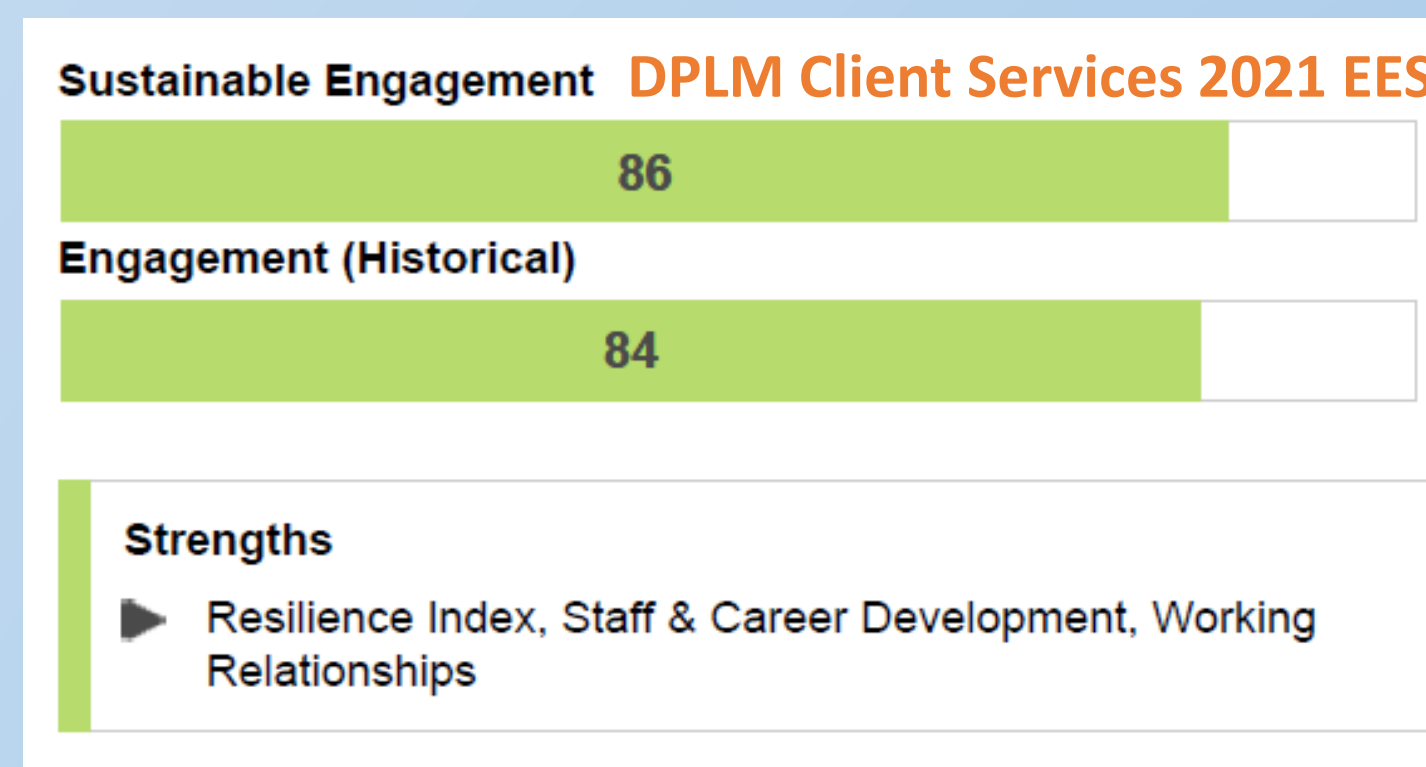 Sustainable Engagement DPLM Client Services 2021 EES
86
Engagement (Historical)
84
Strengths
Resilience Index, Staff & Career Development, Working
Relationships